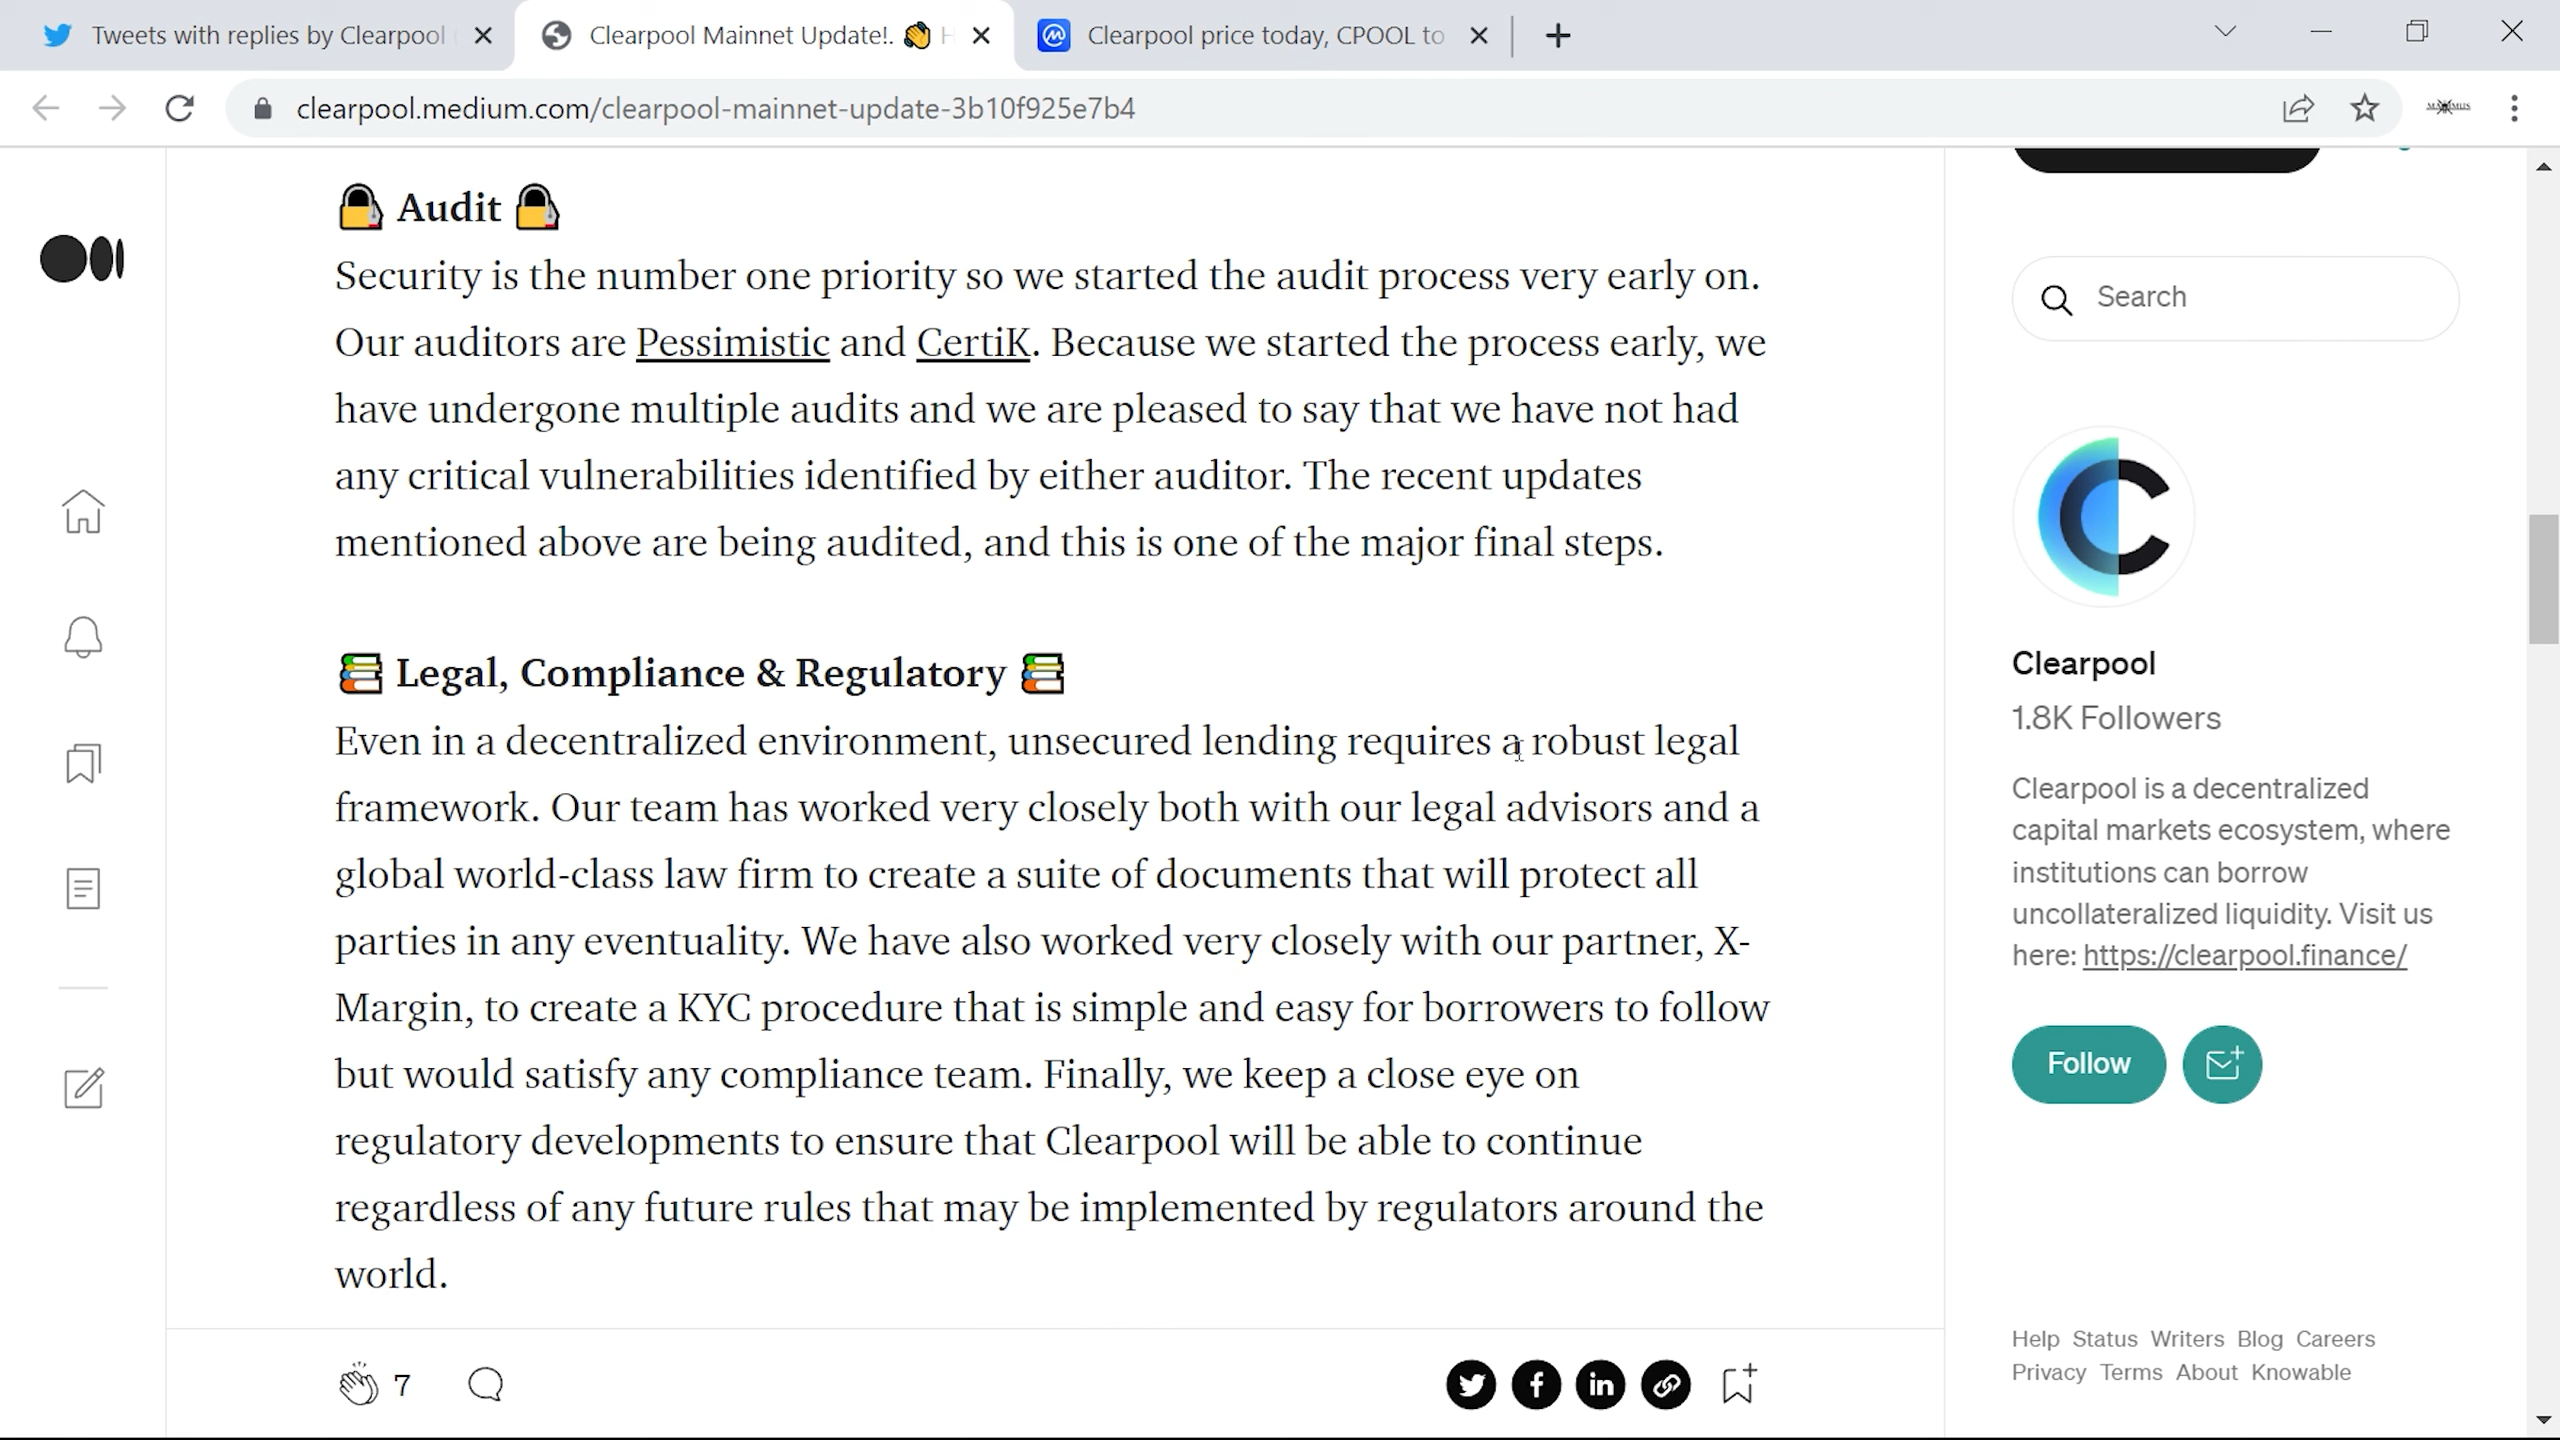 Tweets with replies by Clearpool
Clearpool Mainnet Update!. 👋 H
Clearpool price today, CPOOL to
clearpool.medium.com/clearpool-mainnet-update-3b10f925e7b4
🔏 Audit 🔏
Security is the number one priority so we started the audit process very early on.
Our auditors are Pessimistic and CertiK. Because we started the process early, we
have undergone multiple audits and we are pleased to say that we have not had
any critical vulnerabilities identified by either auditor. The recent updates
mentioned above are being audited, and this is one of the major final steps.
📚 Legal, Compliance & Regulatory 📚
Even in a decentralized environment, unsecured lending requires a robust legal
framework. Our team has worked very closely both with our legal advisors and a
global world-class law firm to create a suite of documents that will protect all
parties in any eventuality. We have also worked very closely with our partner, X-
Margin, to create a KYC procedure that is simple and easy for borrowers to follow
but would satisfy any compliance team. Finally, we keep a close eye on
regulatory developments to ensure that Clearpool will be able to continue
regardless of any future rules that may be implemented by regulators around the
world.
7
Search
Clearpool
1.8K Followers
Clearpool is a decentralized
capital markets ecosystem, where
institutions can borrow
uncollateralized liquidity. Visit us
here: https://clearpool.finance/
Follow
Help Status Writers Blog Careers
Privacy Terms About Knowable